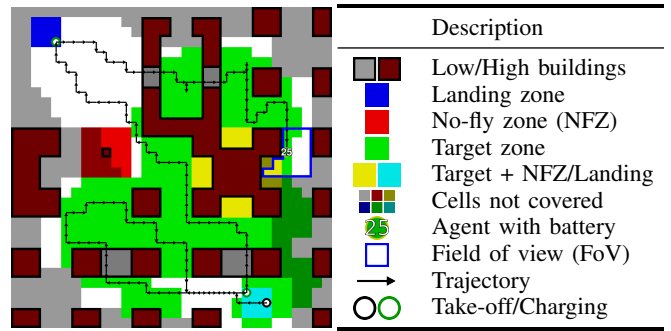 25
Description
Low/High buildings
Landing zone
No-fly zone (NFZ)
Target zone
Target + NFZ/Landing
Cells not covered
25
Agent with battery
Field of view (FoV)
Trajectory
Take-off/Charging